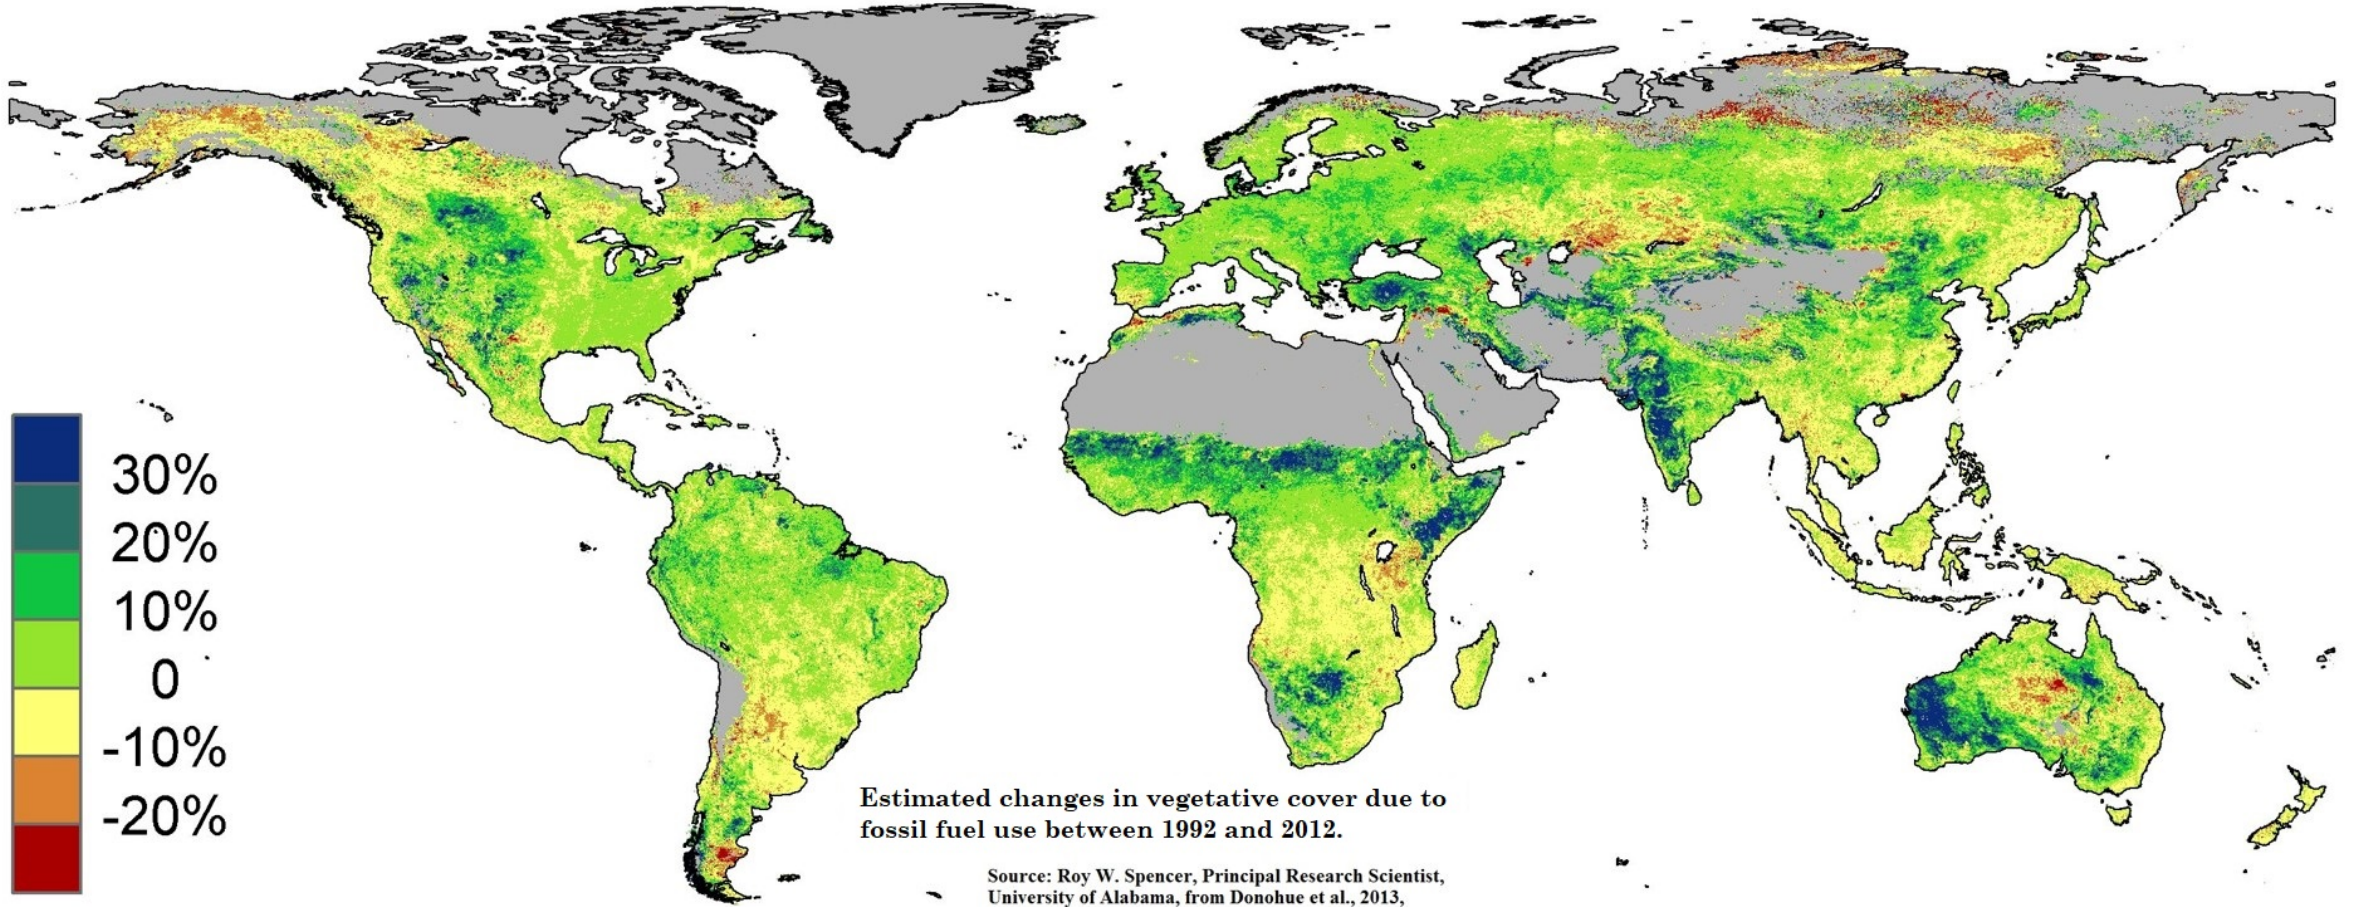 30%
20%
10%
0
-10%
-20%
Estimated changes in vegetative cover due to
fossil fuel use between 1992 and 2012.
Source: Roy W. Spencer, Principal Research Scientist,
University of Alabama, from Donohue et al., 2013,